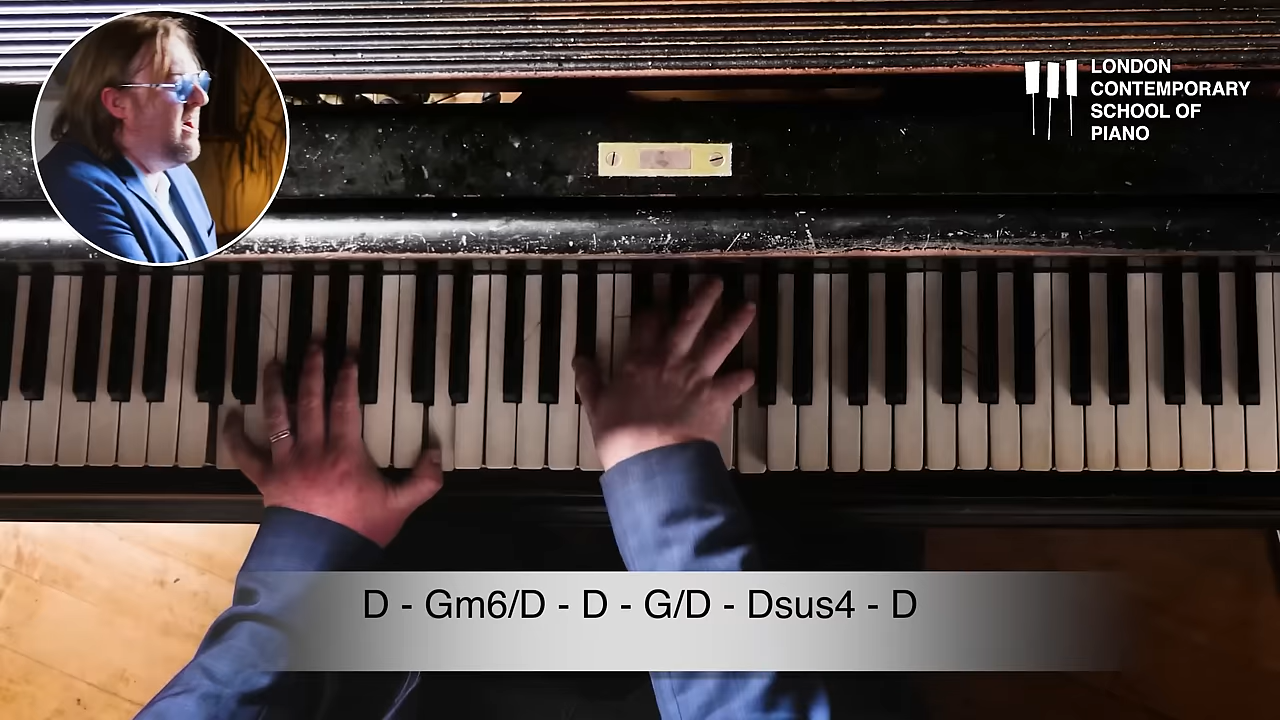 LONDON
CONTEMPORARY
SCHOOL OF
PIANO
D - Gm6/D - D - G/D - Dsus4 - D